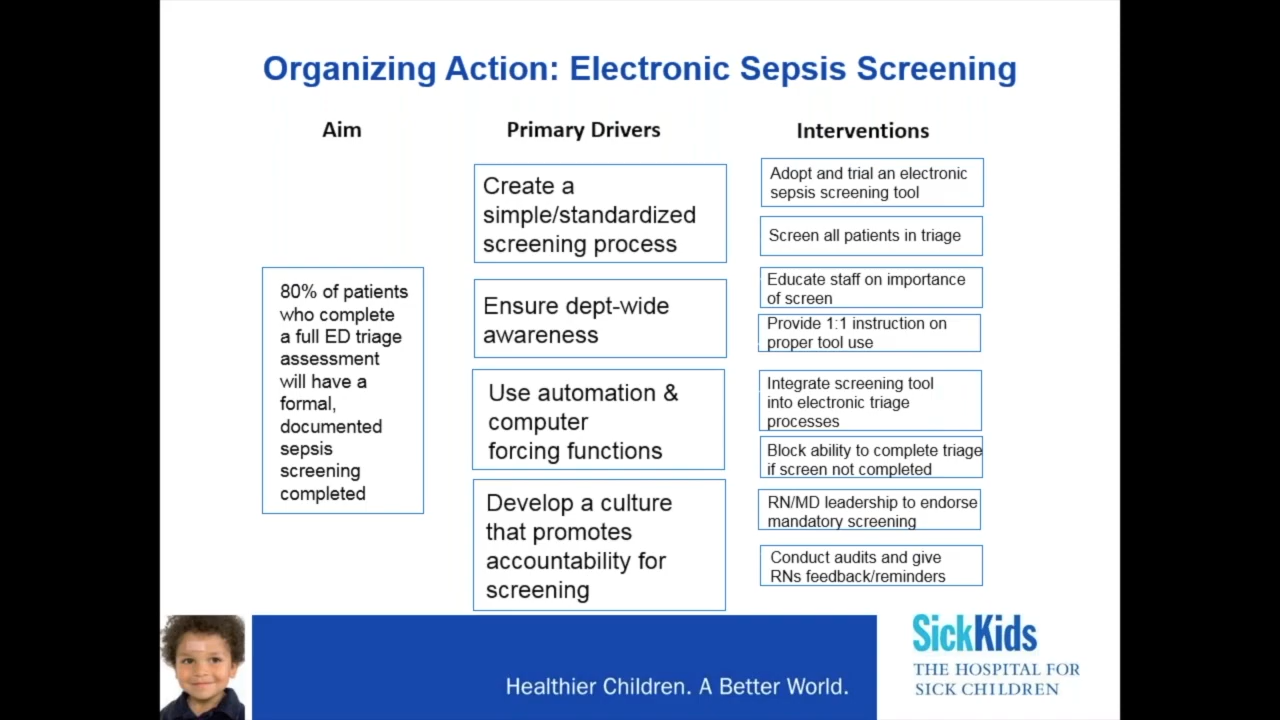 Organizing Action: Electronic Sepsis Screening
Aim
Primary Drivers
Interventions
80% of patients
who complete
a full ED triage
assessment
will have a
formal,
documented
sepsis
screening
completed
Create a
simple/standardized
screening process
Ensure dept-wide
awareness
Use automation &
computer
forcing functions
Develop a culture
that promotes
accountability for
screening
Adopt and trial an electronic
sepsis screening tool
Screen all patients in triage
Educate staff on importance
of screen
Provide 1:1 instruction on
proper tool use
Integrate screening tool
into electronic triage
processes
Block ability to complete triage
if screen not completed
RN/MD leadership to endorse
mandatory screening
Conduct audits and give
RNs feedback/reminders
Healthier Children. A Better World.
SickKids
THE HOSPITAL FOR
SICK CHILDREN